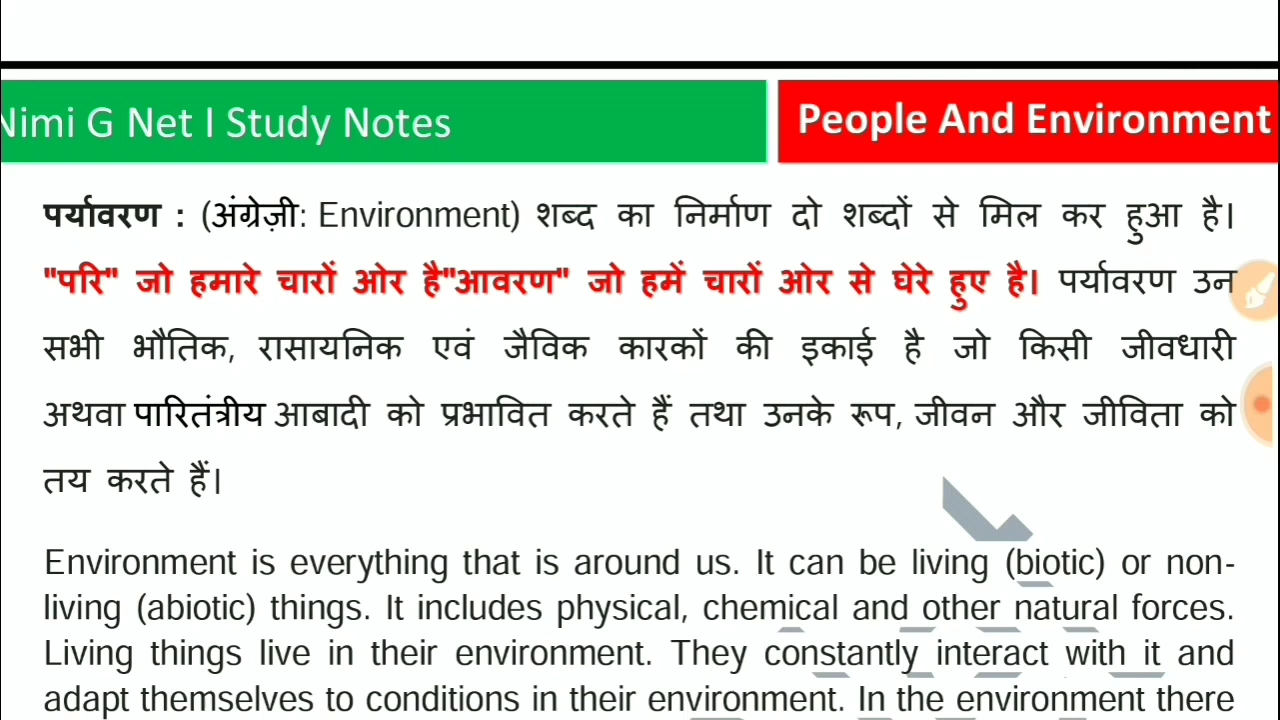 Nimi G Net I Study Notes
People And Environment
पर्यावरण : (अंग्रेज़ी: Environment) शब्द का निर्माण दो शब्दों से मिल कर हुआ है।
"परि" जो हमारे चारों ओर है"आवरण" जो हमें चारों ओर से घेरे हुए है। पर्यावरण उन
सभी भौतिक, रासायनिक एवं जैविक कारकों की इकाई है जो किसी जीवधारी
अथवा पारितंत्रीय आबादी को प्रभावित करते हैं तथा उनके रूप, जीवन और जीविता को
तय करते हैं।
Environment is everything that is around us. It can be living (biotic) or non-
living (abiotic) things. It includes physical, chemical and other natural forces.
Living things live in their environment. They constantly interact with it and
adapt themselves to conditions in their environment. In the environment there